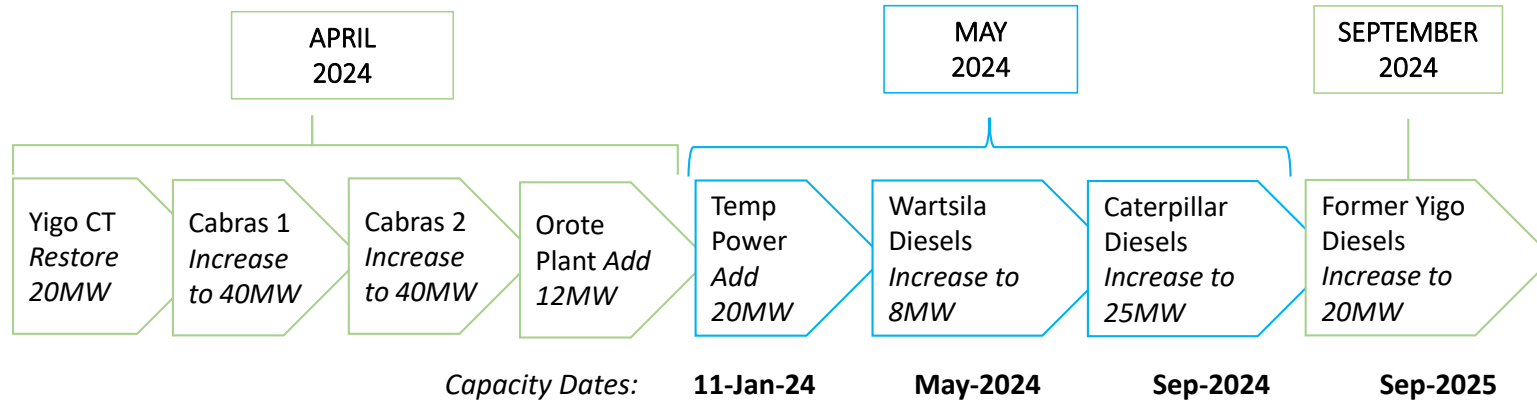 APRIL
2024
MAY
2024
SEPTEMBER
2024
Yigo CT
Restore
20MW
Cabras 1
Increase
to 40MW
Cabras 2
Increase
to 40MW
Orote
Plant Add
12MW
Temp
Power
Add
20MW
Wartsila
Diesels
Increase to
8MW
Caterpillar
Diesels
Increase to
25MW
Former Yigo
Diesels
Increase to
20MW
Capacity Dates: 11-Jan-24 May-2024 Sep-2024 Sep-2025